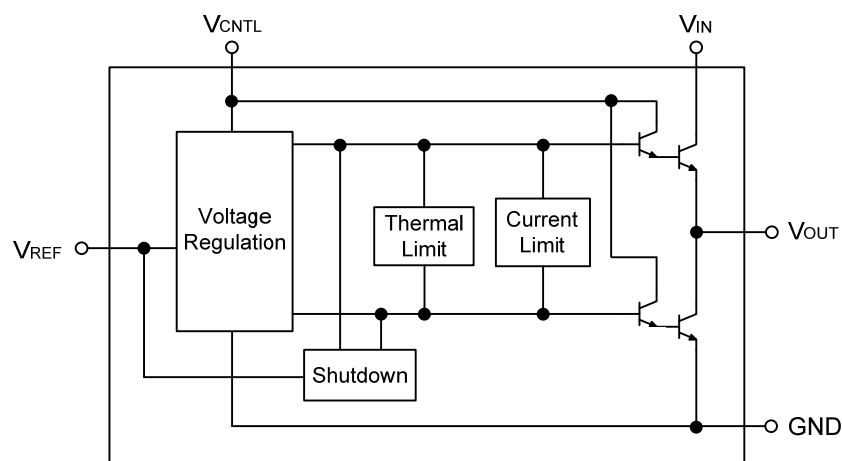 VCNTL
VIN
Voltage
Regulation
Thermal
Limit
Current
Limit
VREF
VOUT
Shutdown
GND